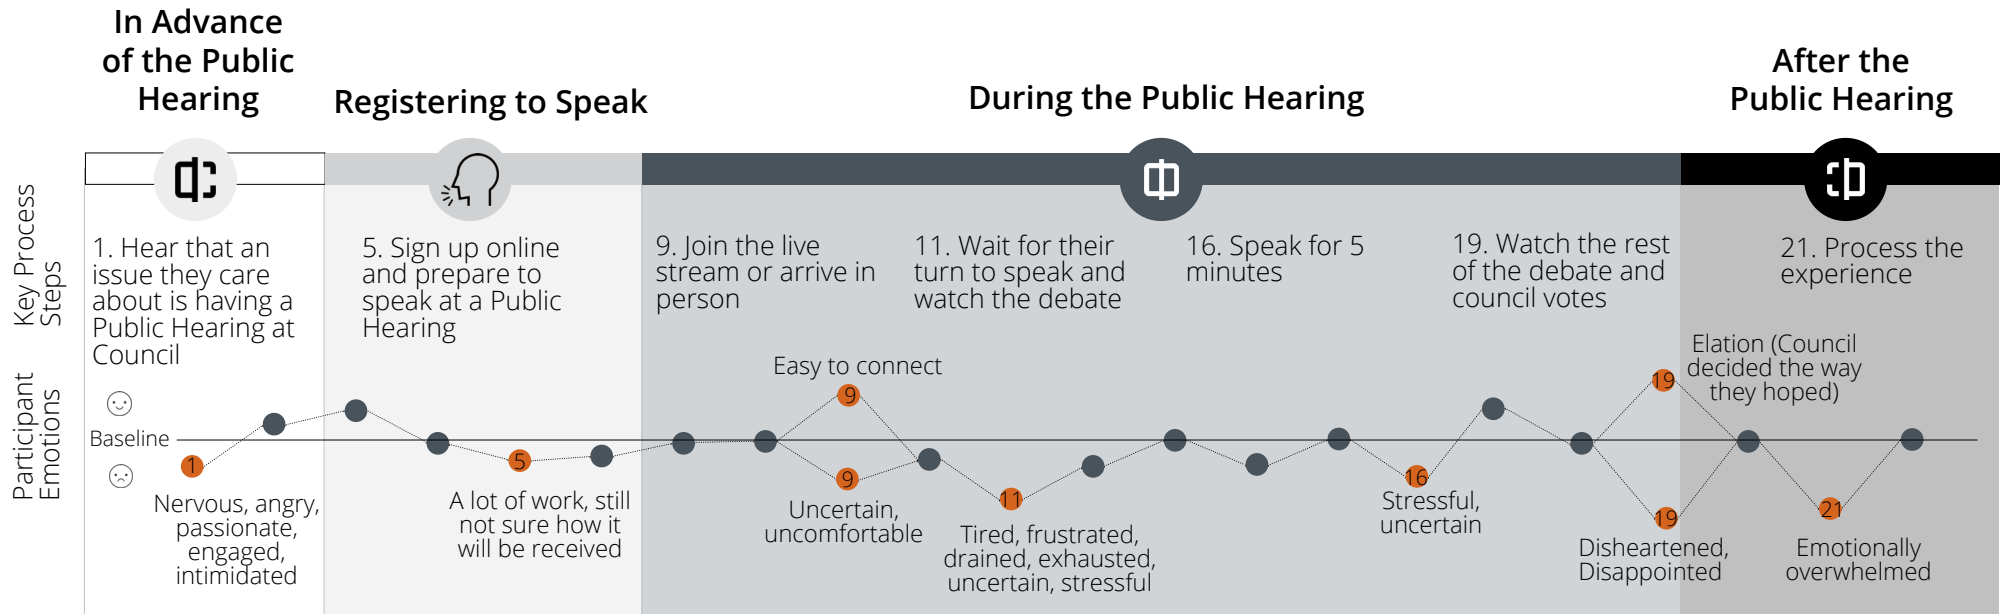 In Advance
of the Public
Hearing
Registering to Speak
During the Public Hearing
After the
Public Hearing
Key Process
Steps
1. Hear that an
issue they care
about is having a
Public Hearing at
Council
5. Sign up online
and prepare to
speak at a Public
Hearing
9. Join the live
stream or arrive in
person
11. Wait for their
turn to speak and
watch the debate
16. Speak for 5
minutes
19. Watch the rest
of the debate and
council votes
21. Process the
experience
Participant
Emotions
Baseline
1
Nervous, angry,
passionate,
engaged,
intimidated
5
A lot of work, still
not sure how it
will be received
Easy to connect
9
9
Uncertain,
uncomfortable
11
Tired, frustrated,
drained, exhausted,
uncertain, stressful
16
Stressful,
uncertain
Elation (Council
decided the way
they hoped)
19
19
Disheartened,
Disappointed
21
Emotionally
overwhelmed